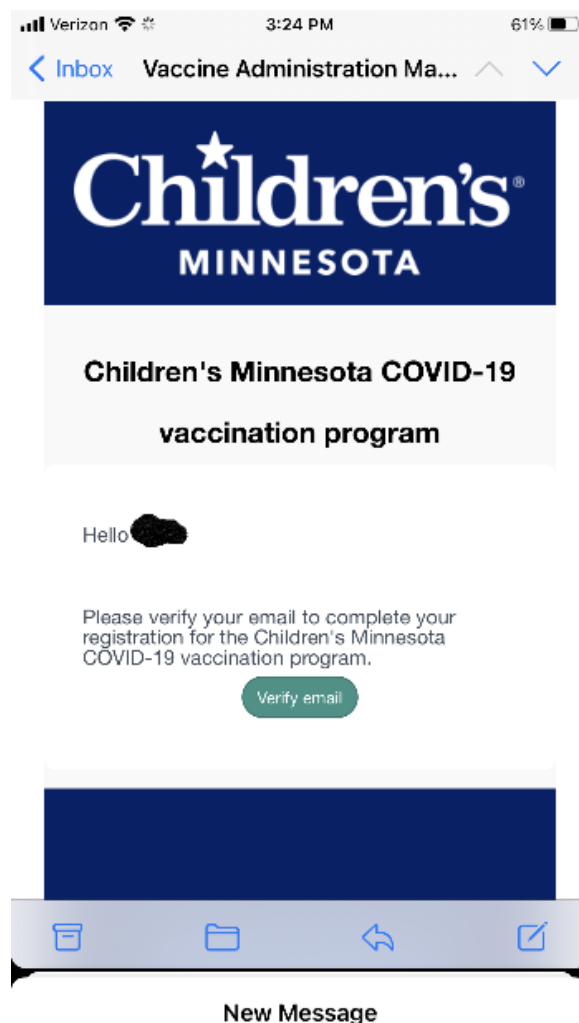 Verizon 3:24 PM 61%
Inbox Vaccine Administration Ma...
Children's®
MINNESOTA
Children's Minnesota COVID-19
vaccination program
Hello
Please verify your email to complete your
registration for the Children's Minnesota
COVID-19 vaccination program.
Verify email
New Message